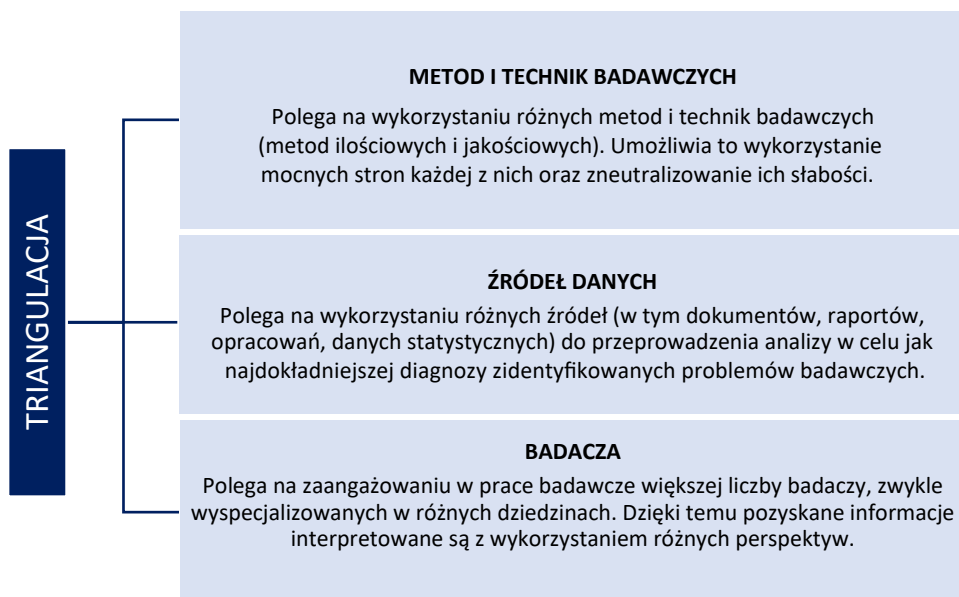 TRIANGULACJA
METOD I TECHNIK BADAWCZYCH
Polega na wykorzystaniu różnych metod i technik badawczych
(metod ilościowych i jakościowych). Umożliwia to wykorzystanie
mocnych stron każdej z nich oraz zneutralizowanie ich słabości.
ŹRÓDEŁ DANYCH
Polega na wykorzystaniu różnych źródeł (w tym dokumentów, raportów,
opracowań, danych statystycznych) do przeprowadzenia analizy w celu jak
najdokładniejszej diagnozy zidentyfikowanych problemów badawczych.
BADACZA
Polega na zaangażowaniu w prace badawcze większej liczby badaczy, zwykle
wyspecjalizowanych w różnych dziedzinach. Dzięki temu pozyskane informacje
interpretowane są z wykorzystaniem różnych perspektyw.